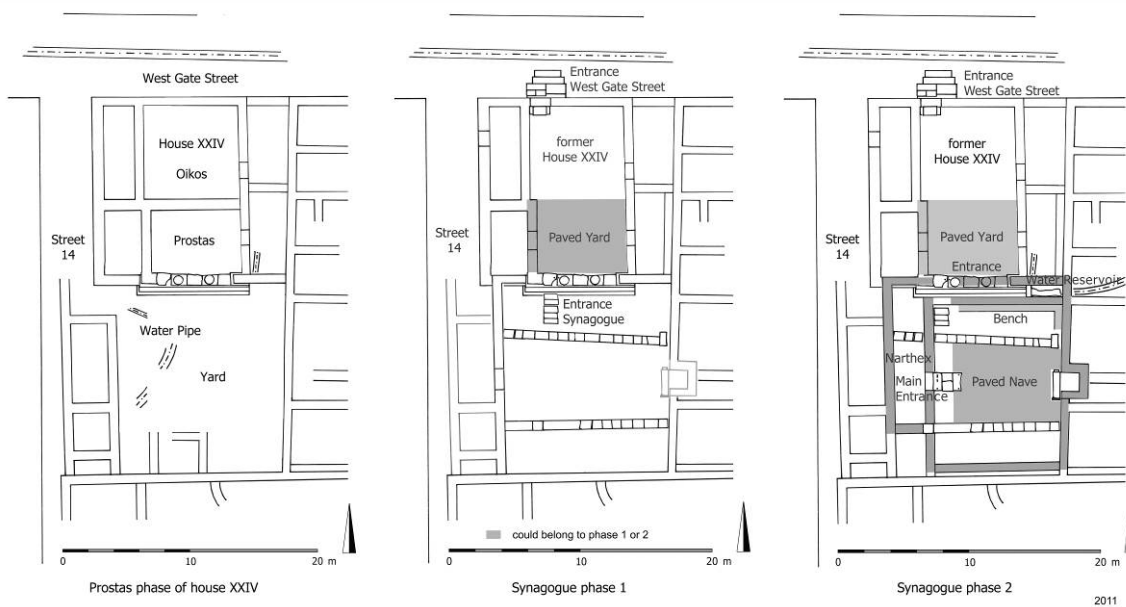 West Gate Street
House XXIV
Oikos
Street
14
Prostas
Water Pipe
Yard
0 10 20 m
Prostas phase of house XXIV
Entrance
West Gate Street
former
House XXIV
Street
14
Paved Yard
Entrance
Synagogue
could belong to phase 1 or 2
0 10 20 m
Synagogue phase 1
Entrance
West Gate Street
former
House XXIV
Street
14
Paved Yard
Entrance
Water Reservoir
Bench
Narthex
Main
Entrance
Paved Nave
0 10 20 m
Synagogue phase 2
2011